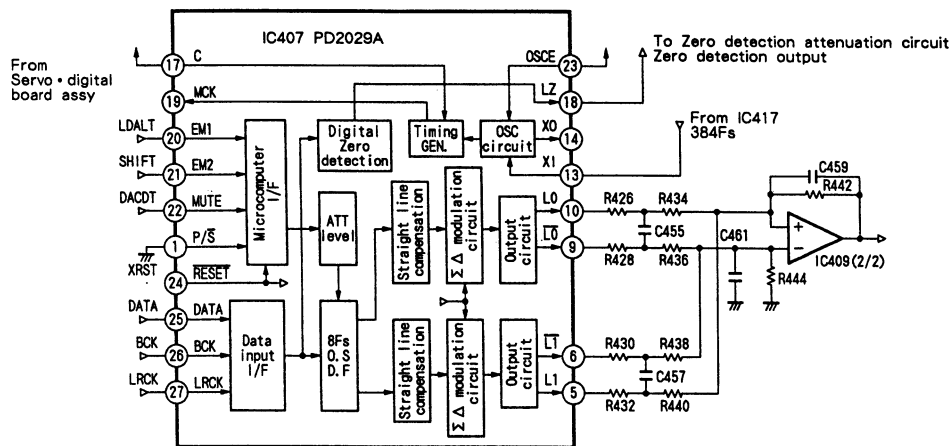 IC407 PD2029A
To Zero detection attenuation circuit
Zero detection output
From
Servo•digital
board assy
17 C
OSCE 23
19 MCK
LZ 18
From IC417
384Fs
LDALT 20 EM1
Digital
Zero
detection
Timing
GEN.
OSC
circuit
XO 14
XI 13
SHIFT 21 EM2
DACDT 22 MUTE
1 P/S̅
XRST 24 R̅E̅S̅E̅T̅
Microcomputer
I/F
ATT
level
Straight line
compensation
ΣΔ modulation
circuit
Output
circuit
LO 10
L̅O̅ 9
R426
R434
C455
R428
R436
C461
C459
R442
+
−
IC409(2/2)
R444
DATA 25 DATA
BCK 26 BCK
LRCK 27 LRCK
Data
input
I/F
8Fs
O.S
D.F
Straight line
compensation
ΣΔ modulation
circuit
Output
circuit
L̅1̅ 6
L1 5
R430
R438
C457
R432
R440